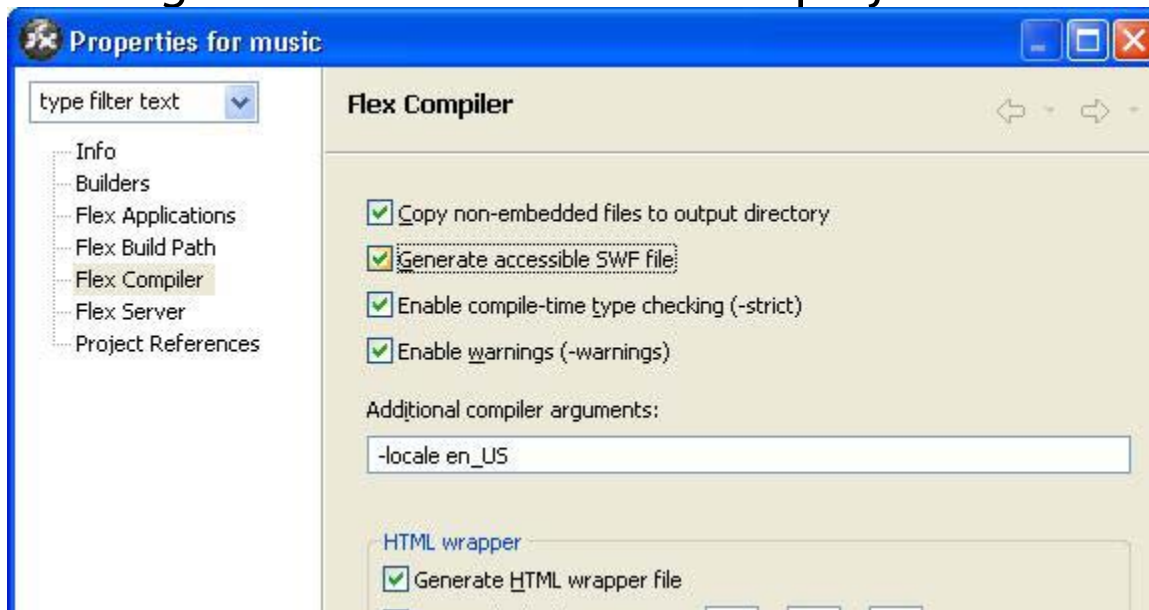 Properties for music
type filter text
Flex Compiler
Info
Builders
Flex Applications
Flex Build Path
Flex Compiler
Flex Server
Project References
Copy non-embedded files to output directory
Generate accessible SWF file
Enable compile-time type checking (-strict)
Enable warnings (-warnings)
Additional compiler arguments:
-locale en_US
HTML wrapper
Generate HTML wrapper file